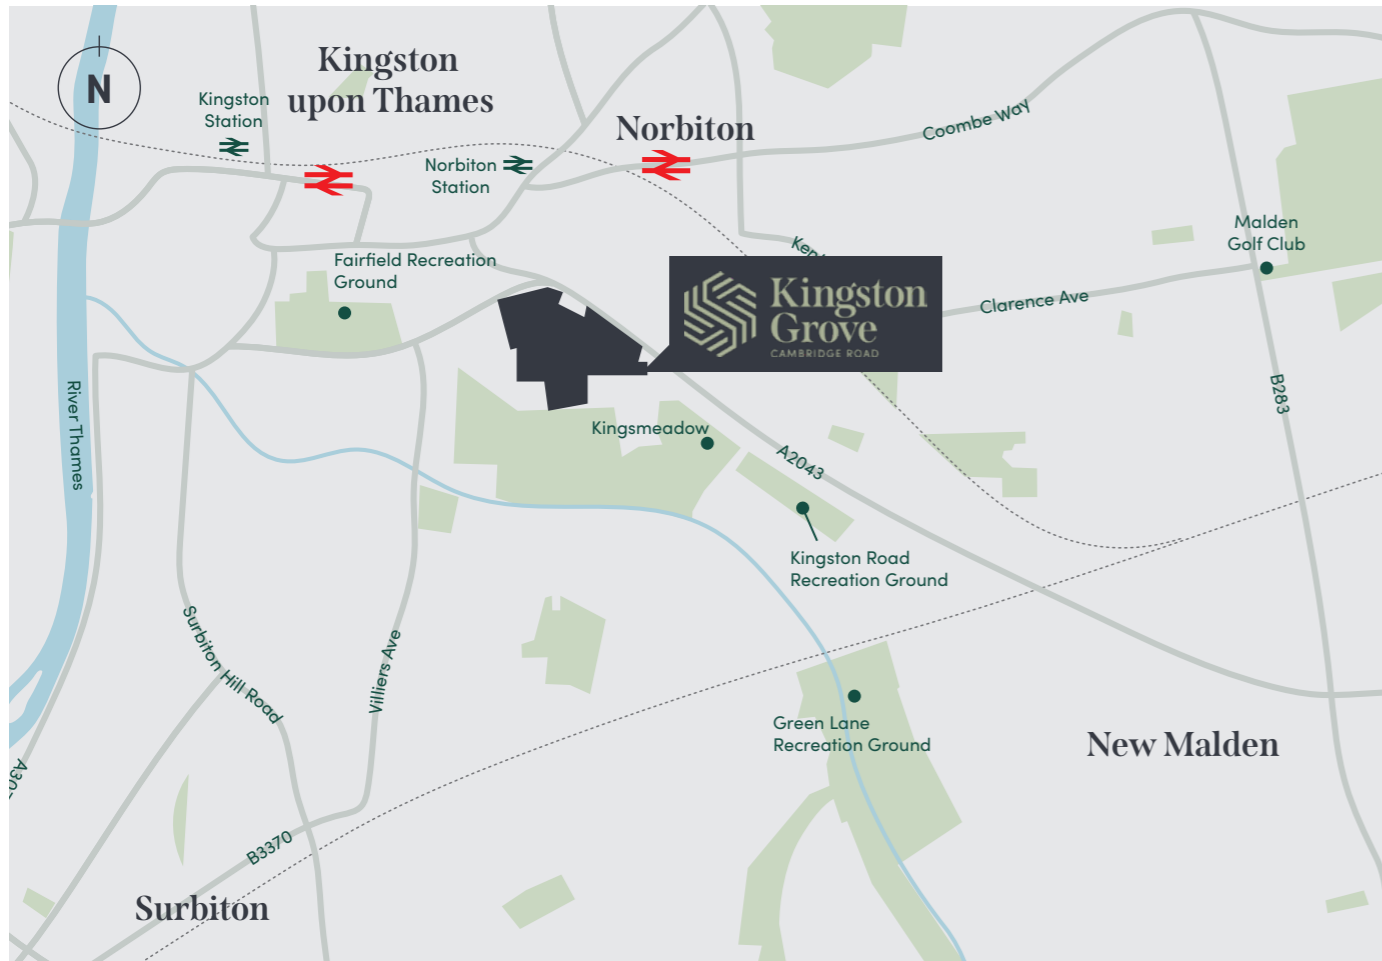 N
Kingston
upon Thames
Kingston
Station
Norbiton
Norbiton
Station
Coombe Way
Malden
Golf Club
Fairfield Recreation
Ground
Kingston
Grove
CAMBRIDGE ROAD
Clarence Ave
River Thames
B283
Kingsmeadow
A2043
Kingston Road
Recreation Ground
Surbiton Hill Road
Villiers Ave
Green Lane
Recreation Ground
New Malden
B3370
Surbiton